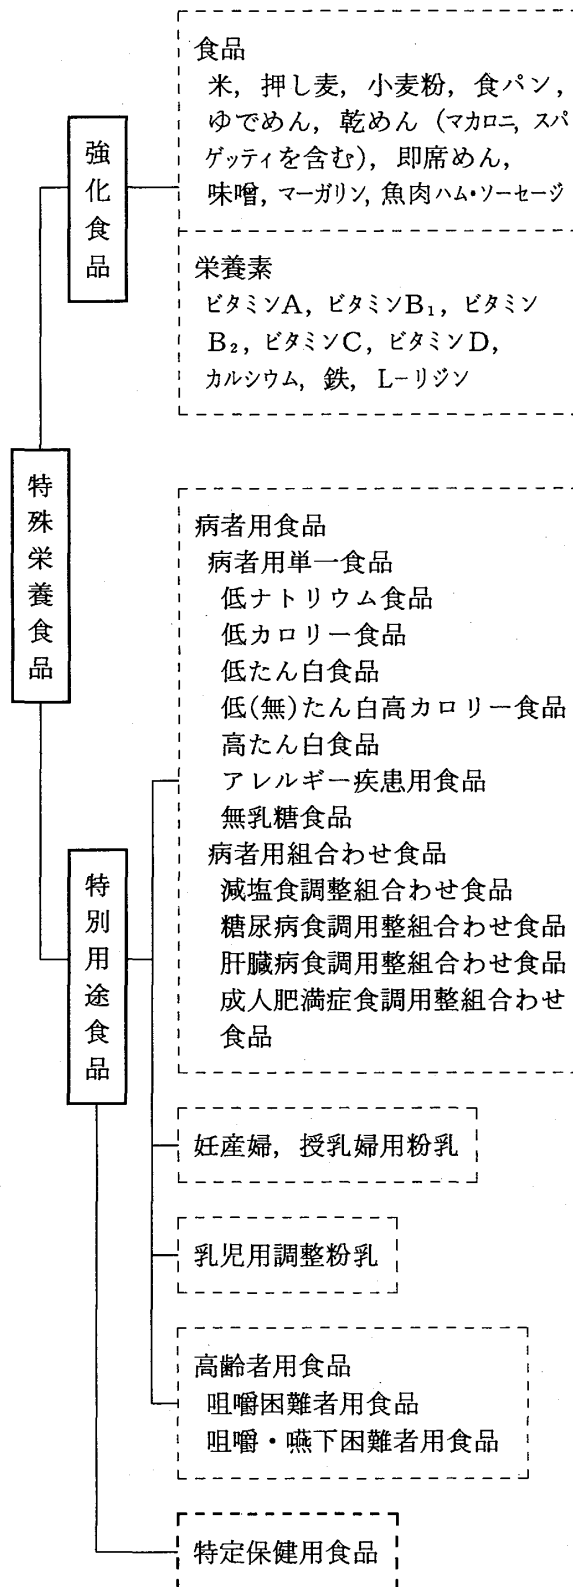 食品
米，押し麦，小麦粉，食パン，
ゆでめん，乾めん（マカロニ，スパ
ゲッティを含む），即席めん，
味噌，マーガリン，魚肉ハム・ソーセージ
強化食品
栄養素
ビタミンA，ビタミンB₁，ビタミン
B₂，ビタミンC，ビタミンD，
カルシウム，鉄，L－リジン
特殊栄養食品
病者用食品
病者用単一食品
低ナトリウム食品
低カロリー食品
低たん白食品
低(無)たん白高カロリー食品
高たん白食品
アレルギー疾患用食品
無乳糖食品
病者用組合わせ食品
減塩食調整組合わせ食品
糖尿病食調用整組合わせ食品
肝臓病食調用整組合わせ食品
成人肥満症食調用整組合わせ
食品
特別用途食品
妊産婦，授乳婦用粉乳
乳児用調整粉乳
高齢者用食品
咀嚼困難者用食品
咀嚼・嚥下困難者用食品
特定保健用食品